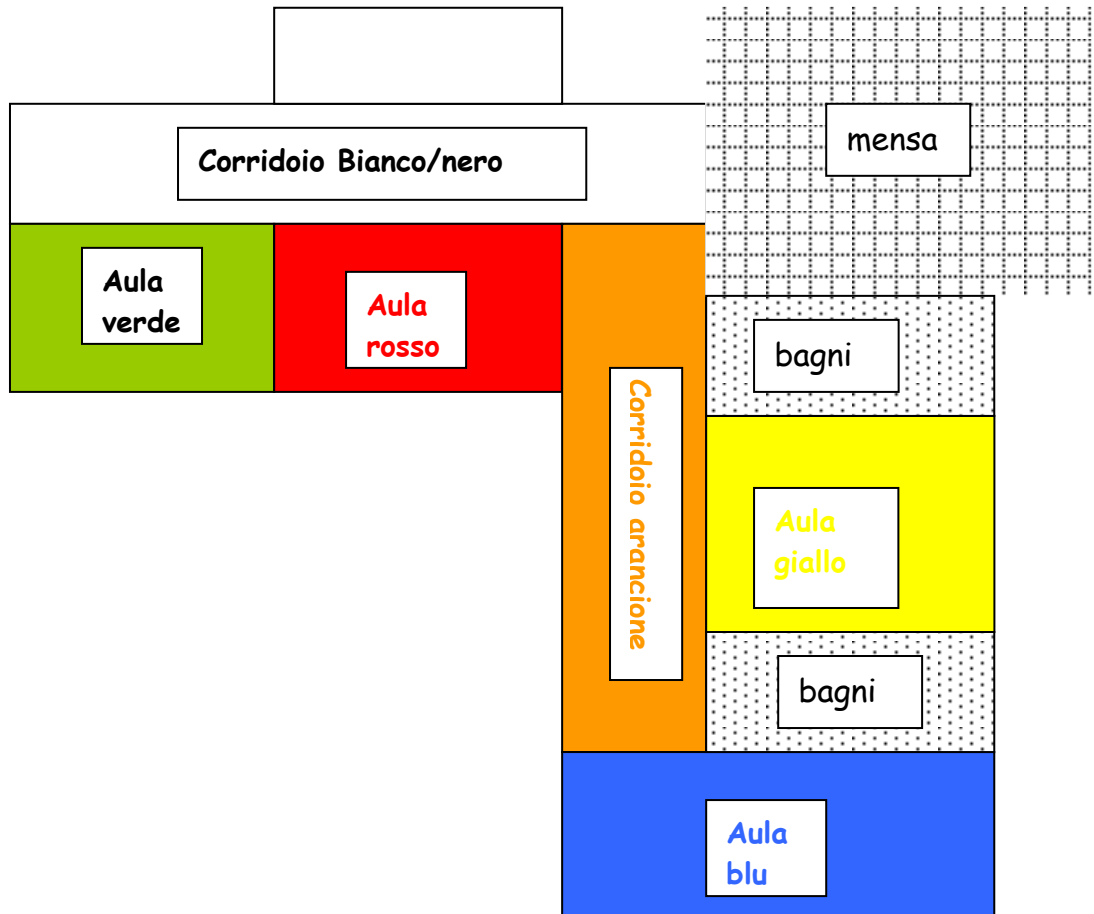 mensa
Corridoio Bianco/nero
Aula
verde
Aula
rosso
bagni
Corridoio arancione
Aula
giallo
bagni
Aula
blu